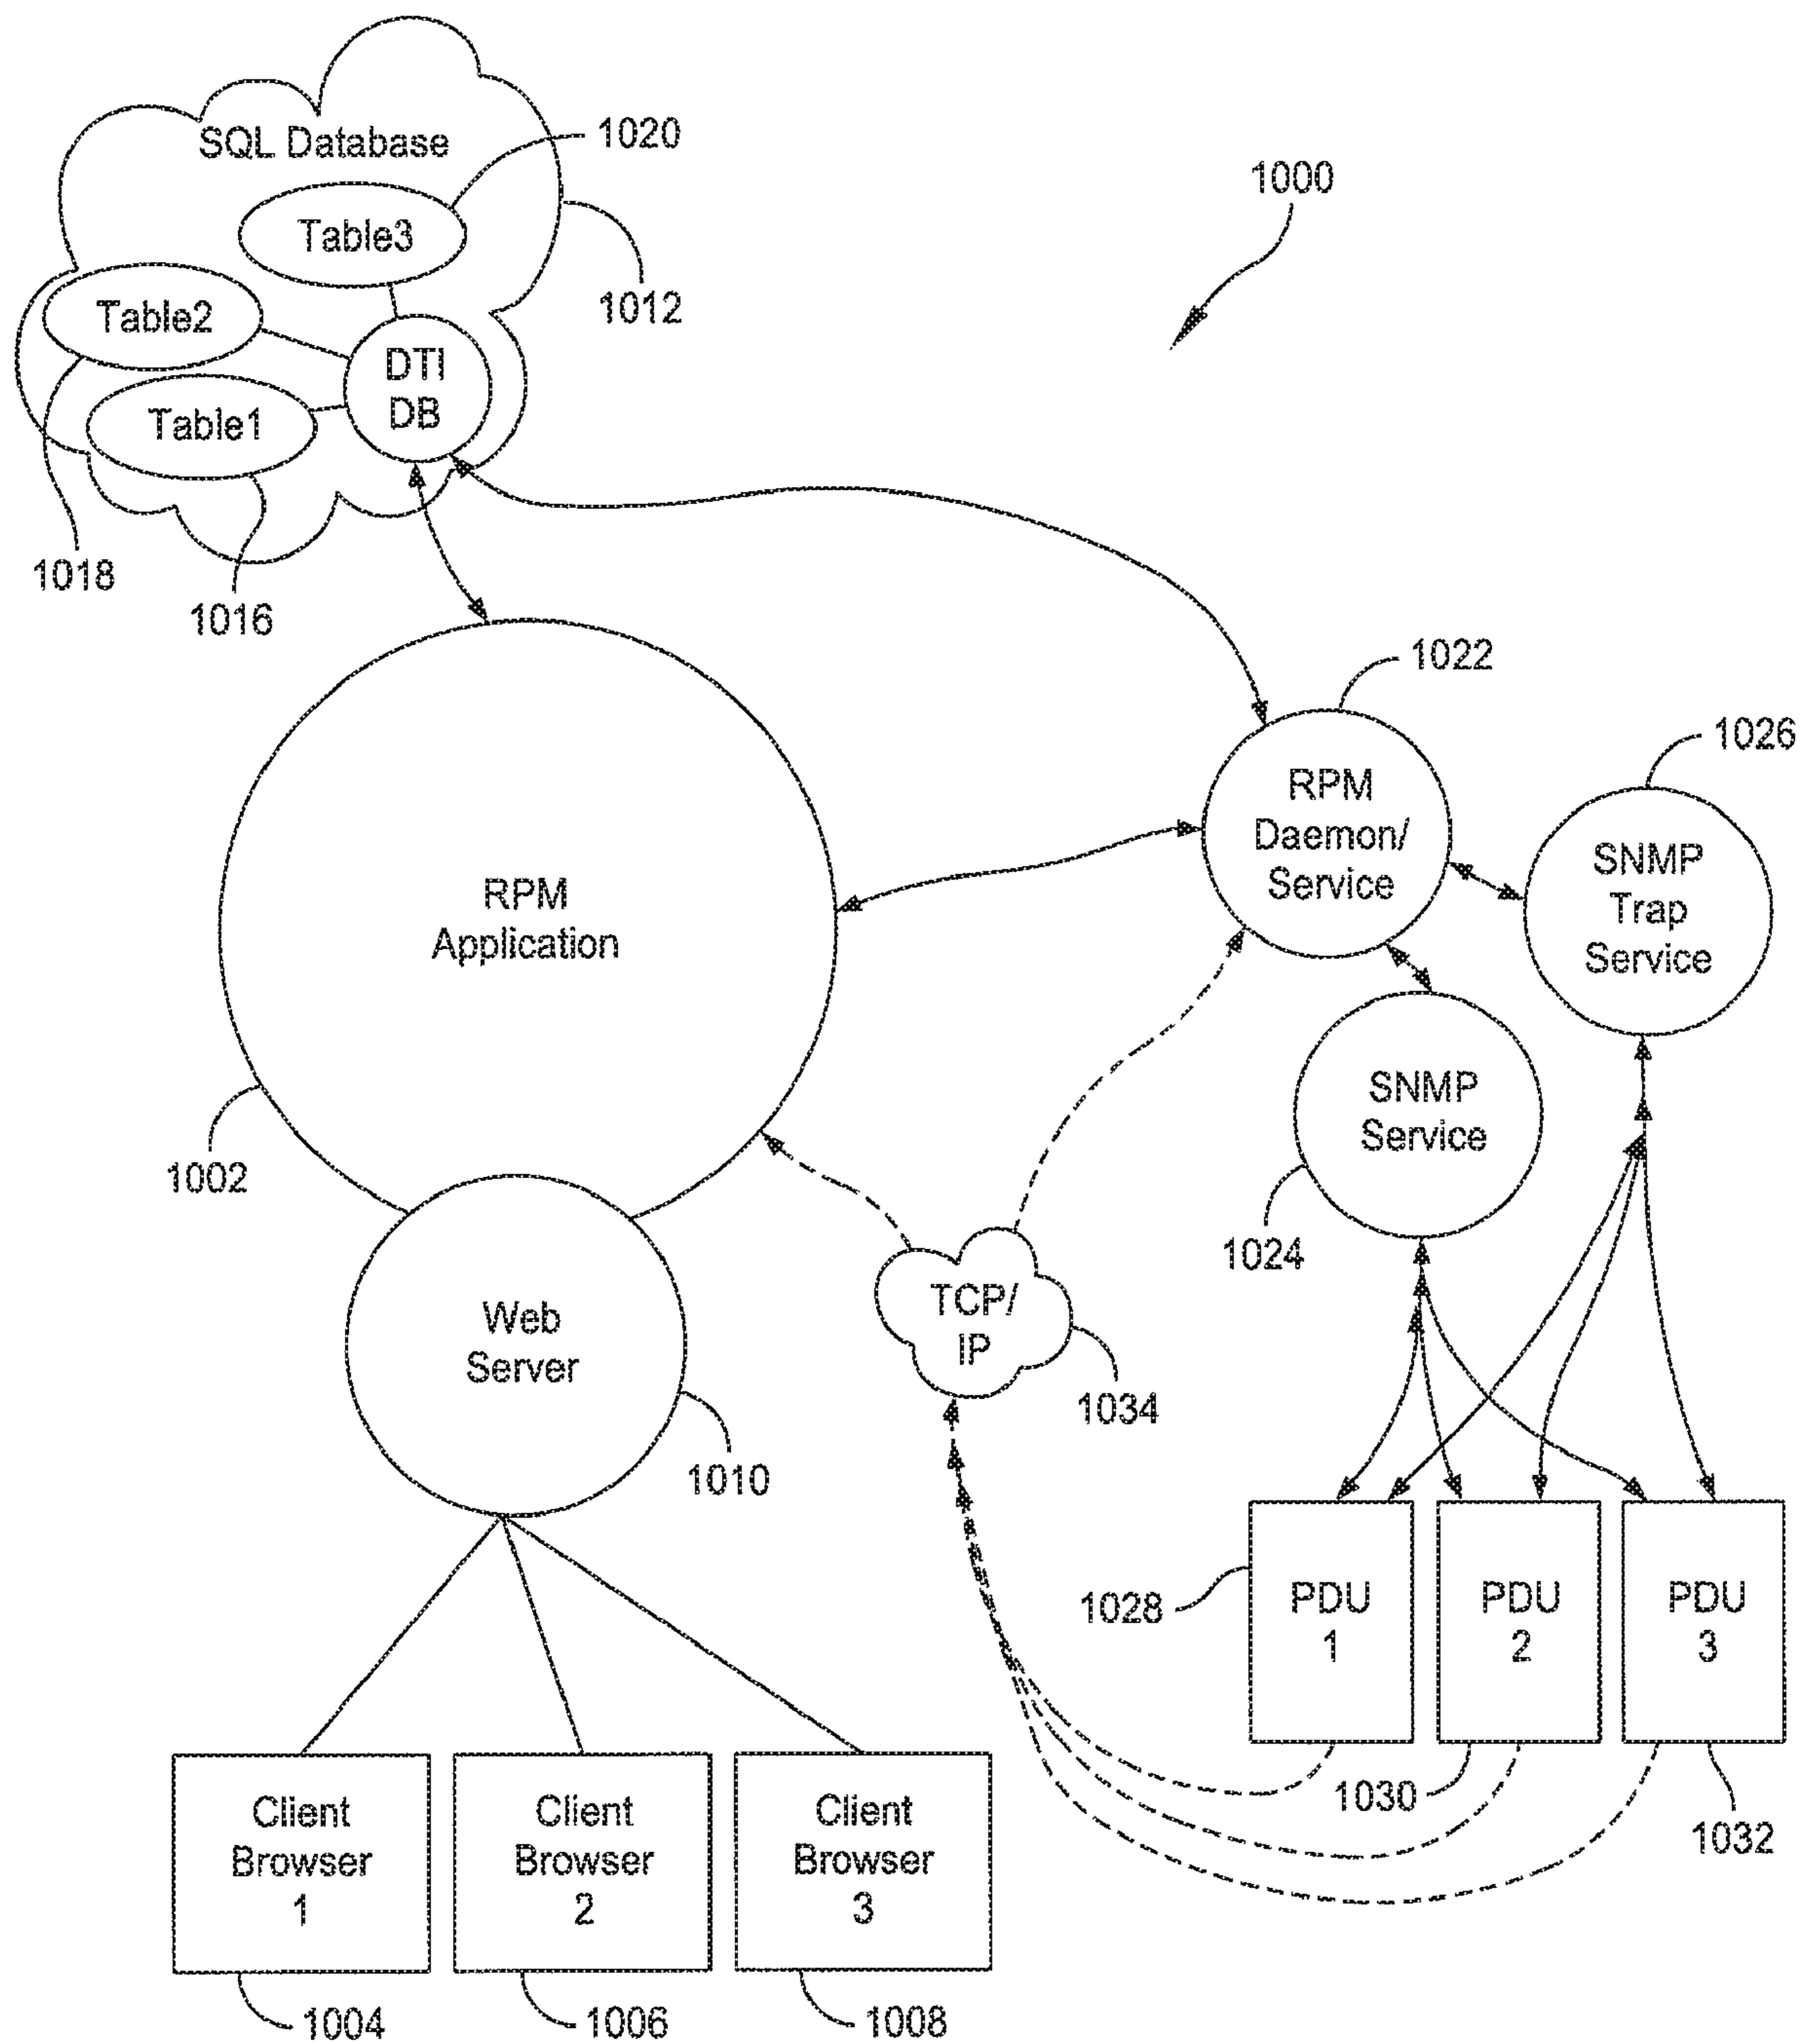 SQL Database
1020
Table3
1000
1012
Table2
DTI
DB
Table1
1018
1016
1022
1026
RPM
Daemon/
Service
SNMP
Trap
Service
RPM
Application
SNMP
Service
1002
1024
TCP/
IP
Web
Server
1034
1010
PDU
1
PDU
2
PDU
3
1028
1030
1032
Client
Browser
1
Client
Browser
2
Client
Browser
3
1004
1006
1008